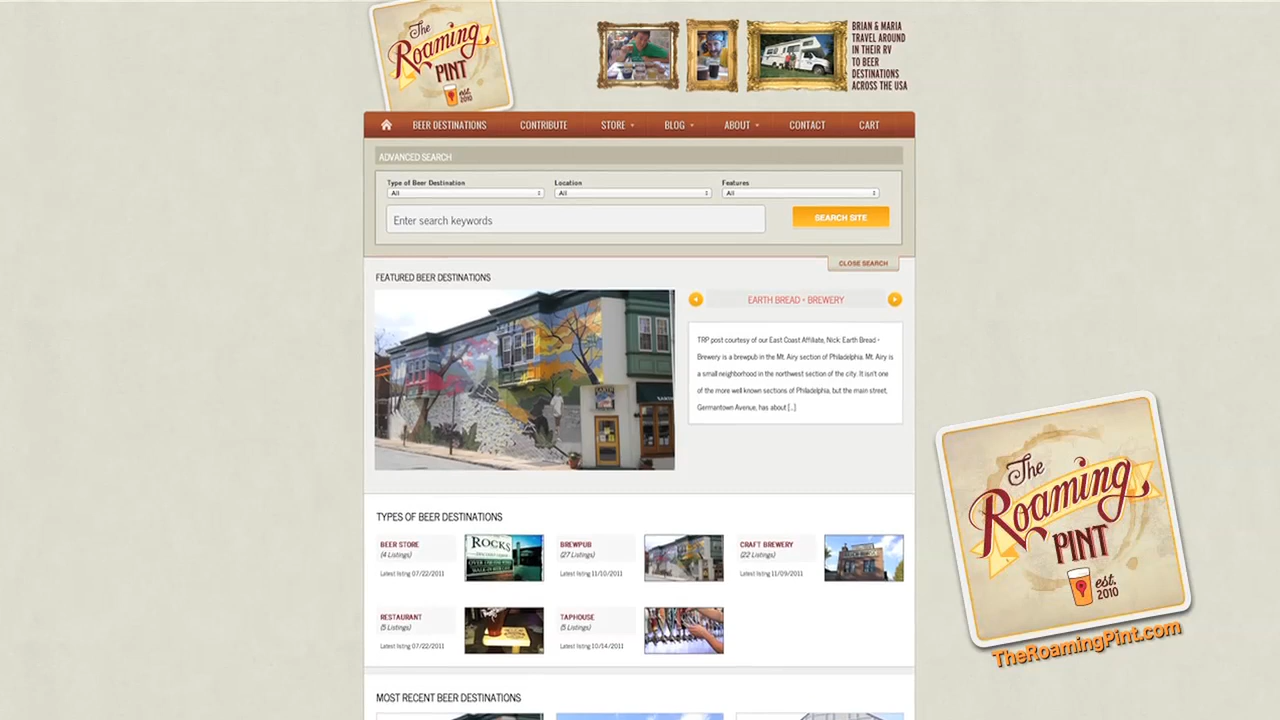 The
Roaming
PINT
est.
2010
BRIAN & MARIA
TRAVEL AROUND
IN THEIR RV
TO BEER
DESTINATIONS
ACROSS THE USA
BEER DESTINATIONS CONTRIBUTE STORE BLOG ABOUT CONTACT CART
ADVANCED SEARCH
Type of Beer Destination Location Features
All All All
Enter search keywords SEARCH SITE
CLOSE SEARCH
FEATURED BEER DESTINATIONS
EARTH BREAD + BREWERY
TRP post courtesy of our East Coast Affiliate, Nick: Earth Bread +
Brewery is a brewpub in the Mt. Airy section of Philadelphia. Mt. Airy is
a small neighborhood in the northwest section of the city. It isn't one
of the more well known sections of Philadelphia, but the main street,
Germantown Avenue, has about [...]
TYPES OF BEER DESTINATIONS
BEER STORE
(4 Listings)
Latest listing 07/22/2011
ROCKS
BREWPUB
(27 Listings)
Latest listing 11/10/2011
CRAFT BREWERY
(22 Listings)
Latest listing 11/09/2011
RESTAURANT
(5 Listings)
Latest listing 07/22/2011
TAPHOUSE
(5 Listings)
Latest listing 10/14/2011
MOST RECENT BEER DESTINATIONS
The
Roaming
PINT
est.
2010
TheRoamingPint.com